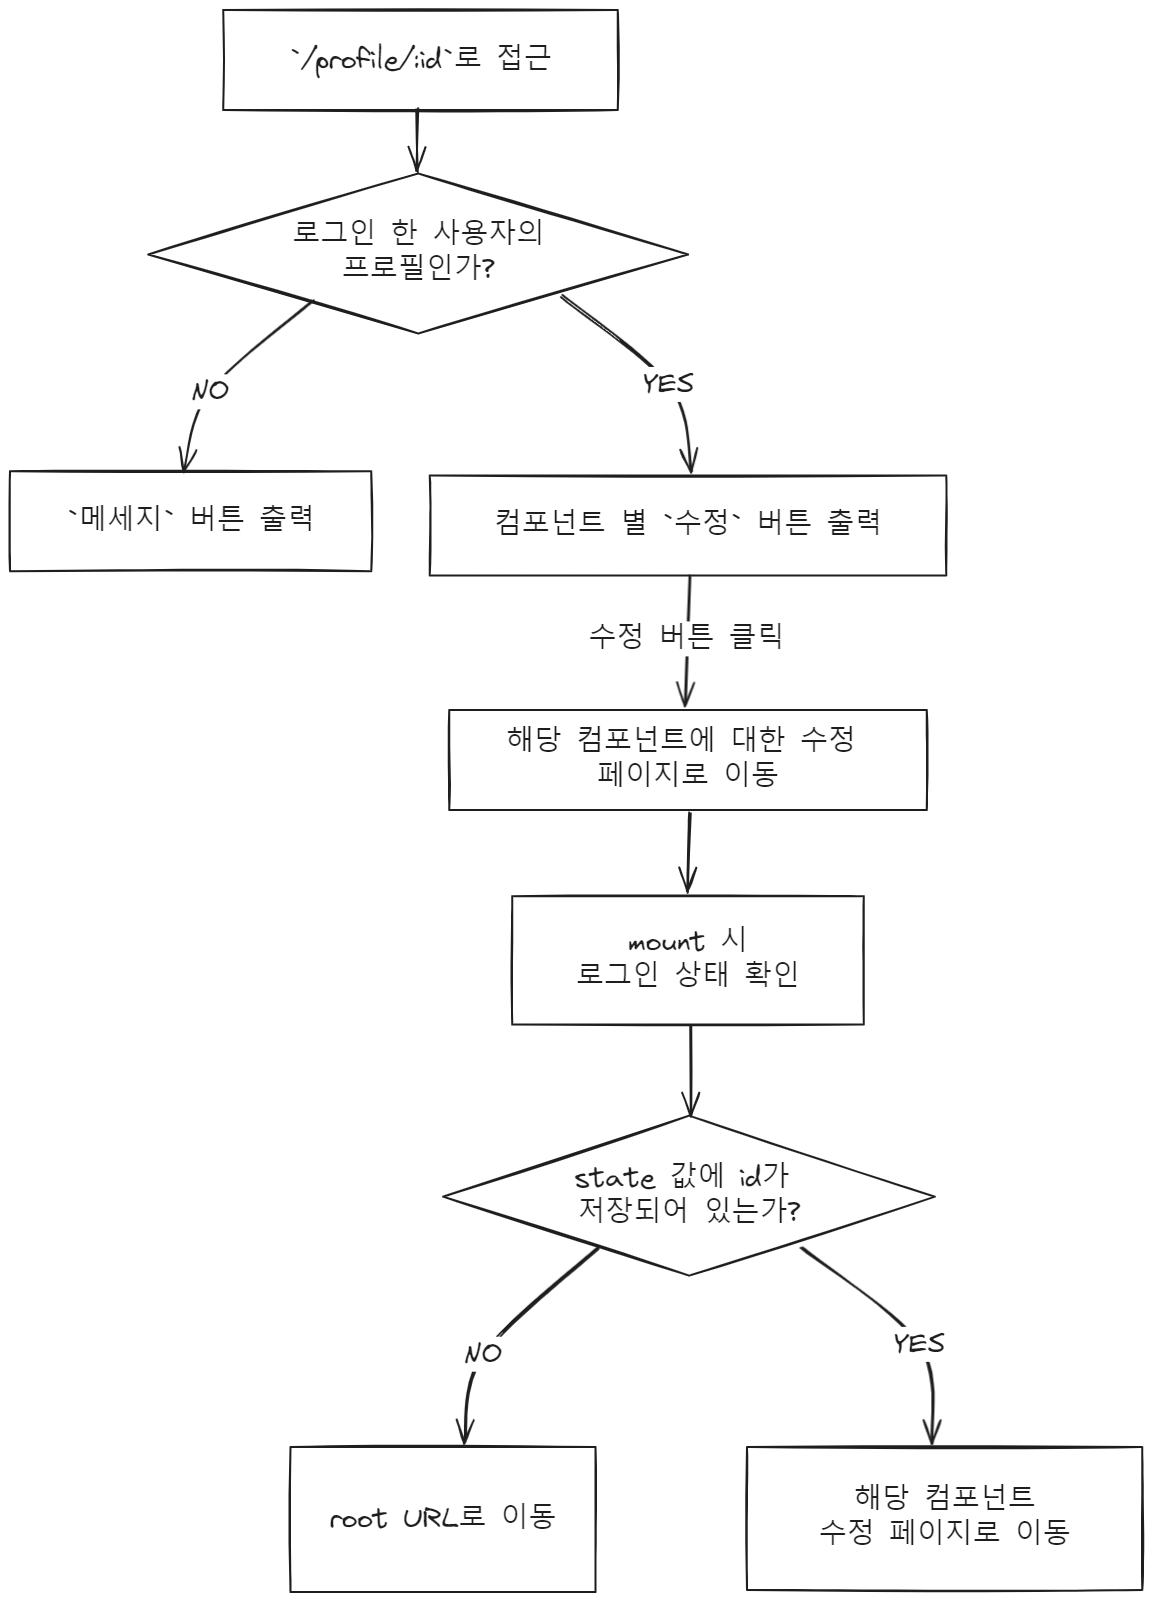 `/profile/:id`로 접근
로그인 한 사용자의
프로필인가?
NO
YES
`메세지` 버튼 출력
컴포넌트 별 `수정` 버튼 출력
수정 버튼 클릭
해당 컴포넌트에 대한 수정
페이지로 이동
mount 시
로그인 상태 확인
state 값에 id가
저장되어 있는가?
NO
YES
root URL로 이동
해당 컴포넌트
수정 페이지로 이동